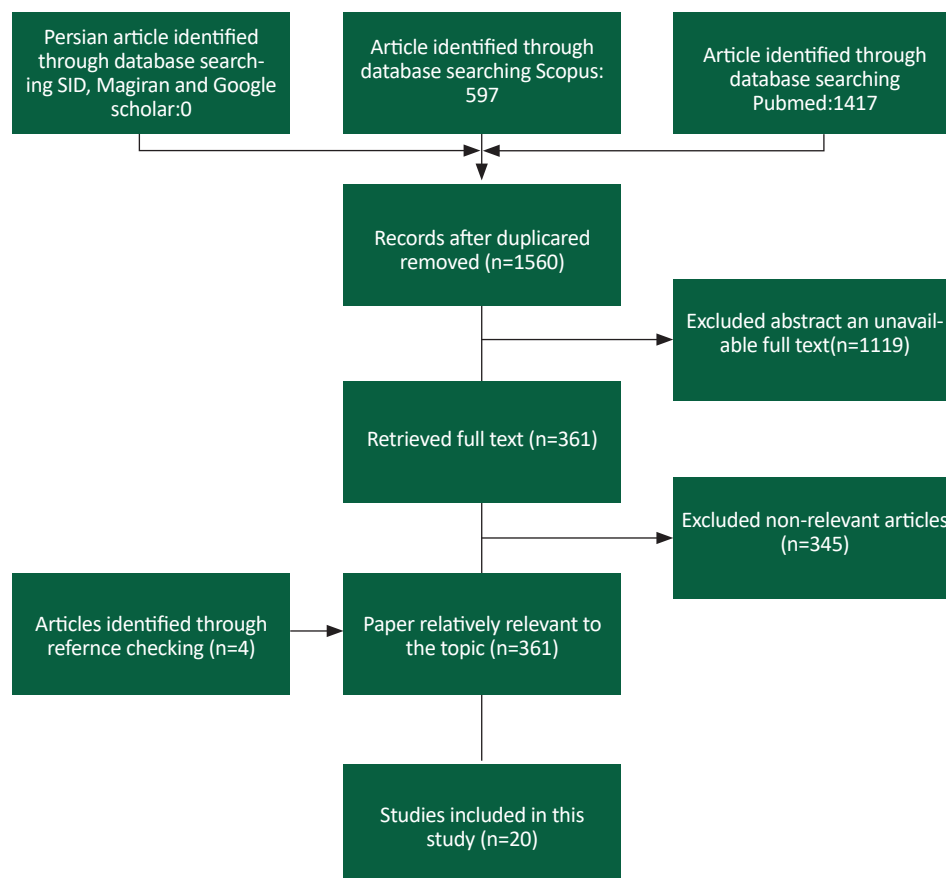 Persian article identified
through database search-
ing SID, Magiran and Google
scholar:0
Article identified through
database searching Scopus:
597
Article identified through
database searching
Pubmed:1417
Records after duplicared
removed (n=1560)
Excluded abstract an unavail-
able full text(n=1119)
Retrieved full text (n=361)
Excluded non-relevant articles
(n=345)
Articles identified through
refernce checking (n=4)
Paper relatively relevant to
the topic (n=361)
Studies included in this
study (n=20)